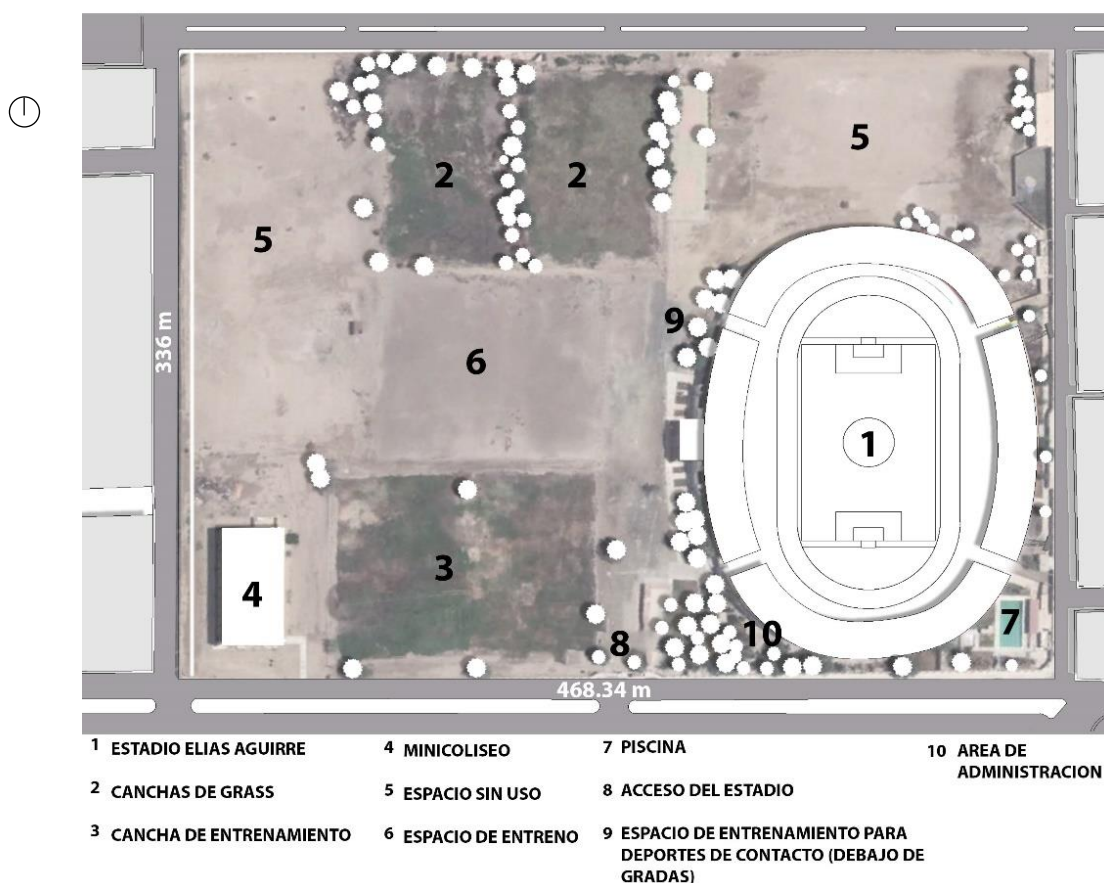 5
2
2
5
9
6
336 m
1
3
4
7
10
8
468.34 m
1 ESTADIO ELIAS AGUIRRE
2 CANCHAS DE GRASS
3 CANCHA DE ENTRENAMIENTO
4 MINICOLISEO
5 ESPACIO SIN USO
6 ESPACIO DE ENTRENO
7 PISCINA
8 ACCESO DEL ESTADIO
9 ESPACIO DE ENTRENAMIENTO PARA
DEPORTES DE CONTACTO (DEBAJO DE
GRADAS)
10 AREA DE
ADMINISTRACION